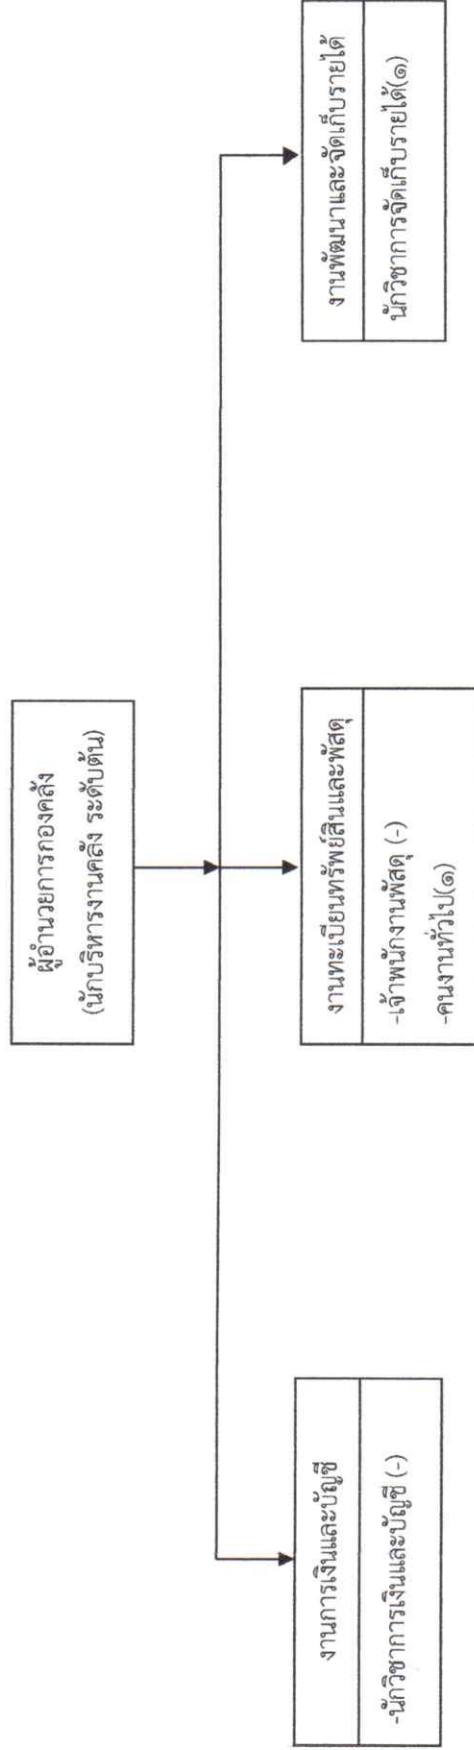 ผู้อำนวยการกองคลัง
(นักบริหารงานคลัง ระดับต้น)
งานการเงินและบัญชี
-นักวิชาการเงินและบัญชี (-)
งานทะเบียนทรัพย์สินและพัสดุ
-เจ้าพนักงานพัสดุ (-)
-คนงานทั่วไป(๑)
งานพัฒนาและจัดเก็บรายได้
นักวิชาการจัดเก็บรายได้(๑)